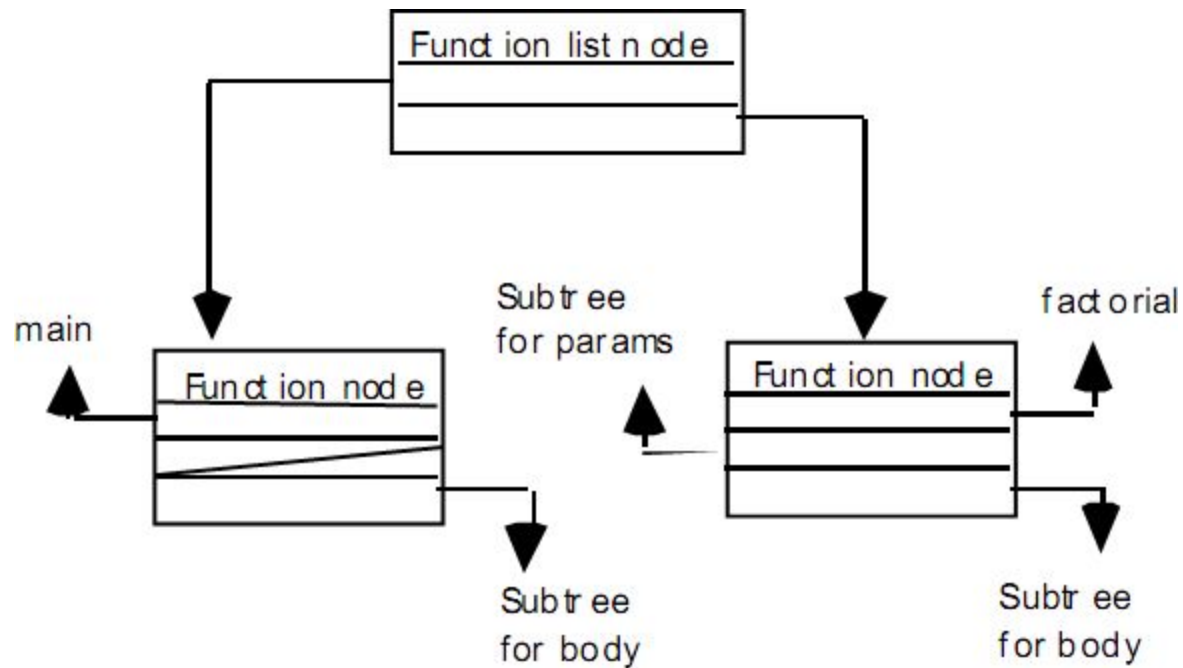 Function list node
main
Subtree
for params
factorial
Function node
Function node
Subtree
for body
Subtree
for body